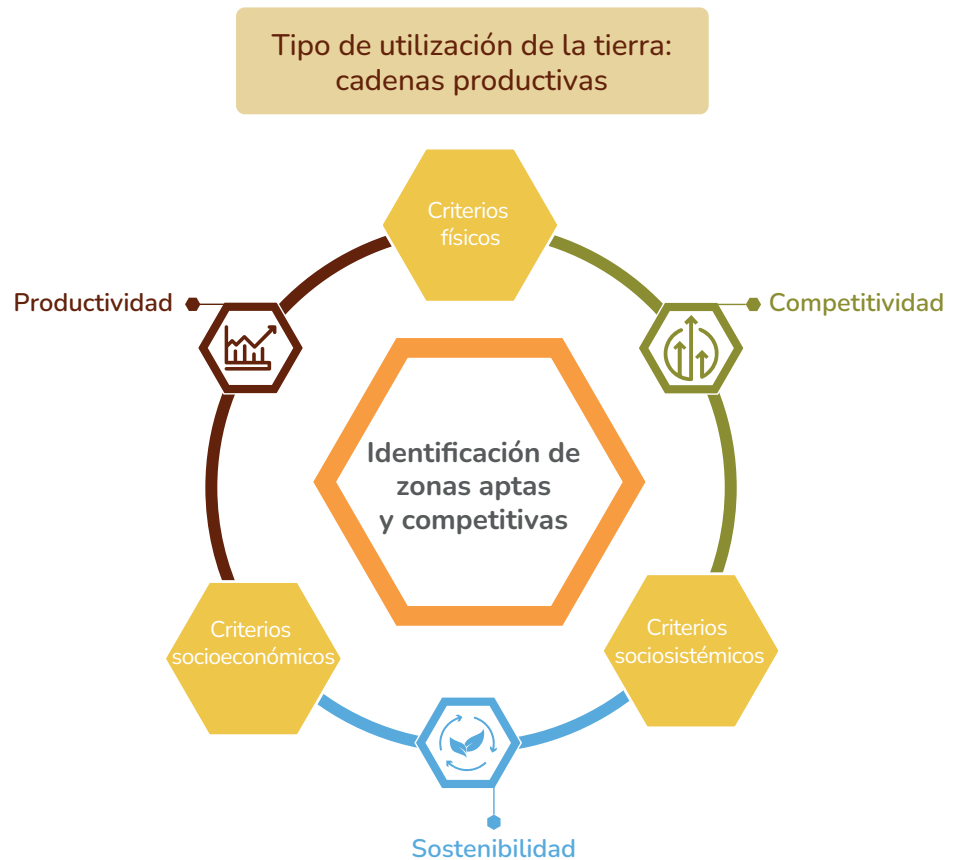 Tipo de utilización de la tierra:
cadenas productivas
Criterios
físicos
Productividad
Competitividad
Identificación de
zonas aptas
y competitivas
Criterios
socioeconómicos
Criterios
sociosistémicos
Sostenibilidad